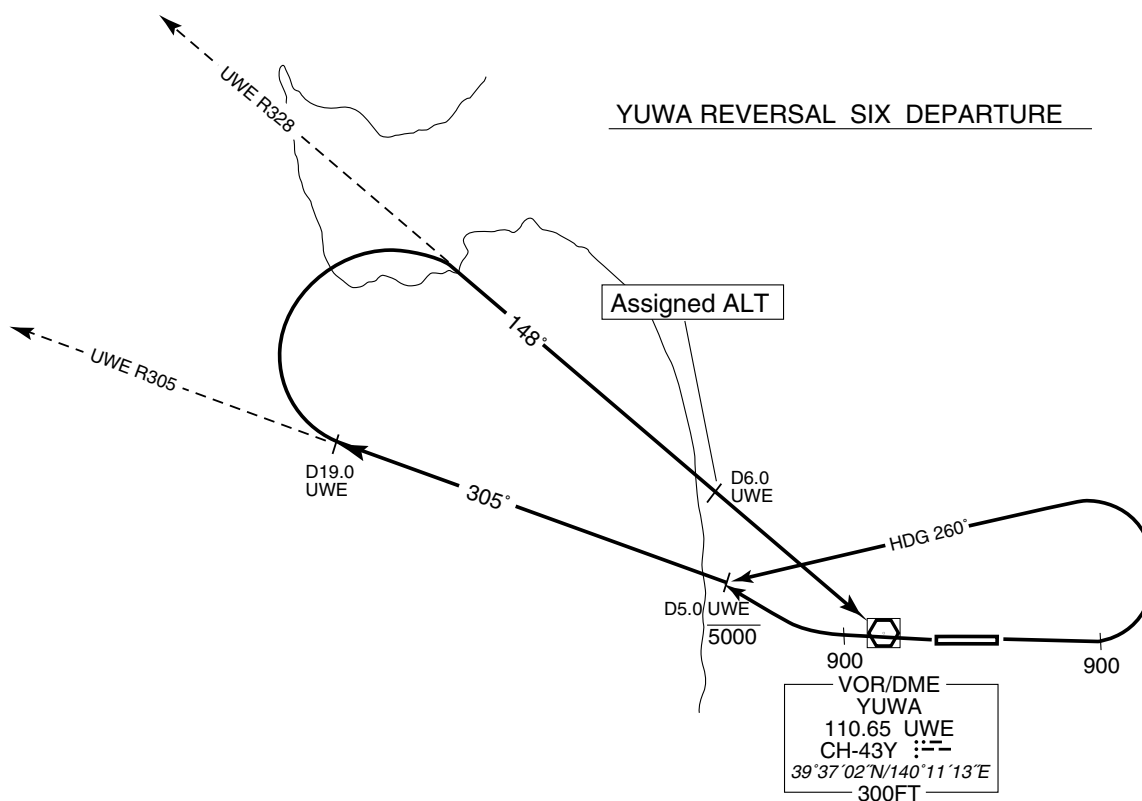 YUWA REVERSAL SIX DEPARTURE
UWE R328
Assigned ALT
148°
UWE R305
D19.0
UWE
305°
D6.0
UWE
HDG 260°
D5.0 UWE
5000
900
900
VOR/DME
YUWA
110.65 UWE
CH-43Y
39°37´02˝N/140°11´13˝E
300FT